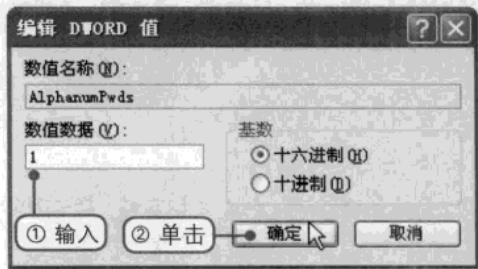 编辑 DWORD 值
数值名称(N):
AlphanumPwds
数值数据(V):
基数
1
十六进制(H)
十进制(D)
① 输入
② 单击
确定
取消